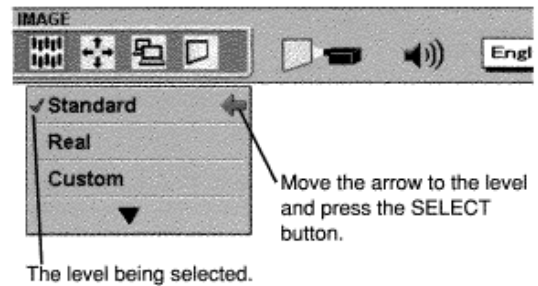 IMAGE
Engl
Standard
Real
Custom
Move the arrow to the level
and press the SELECT
button.
The level being selected.